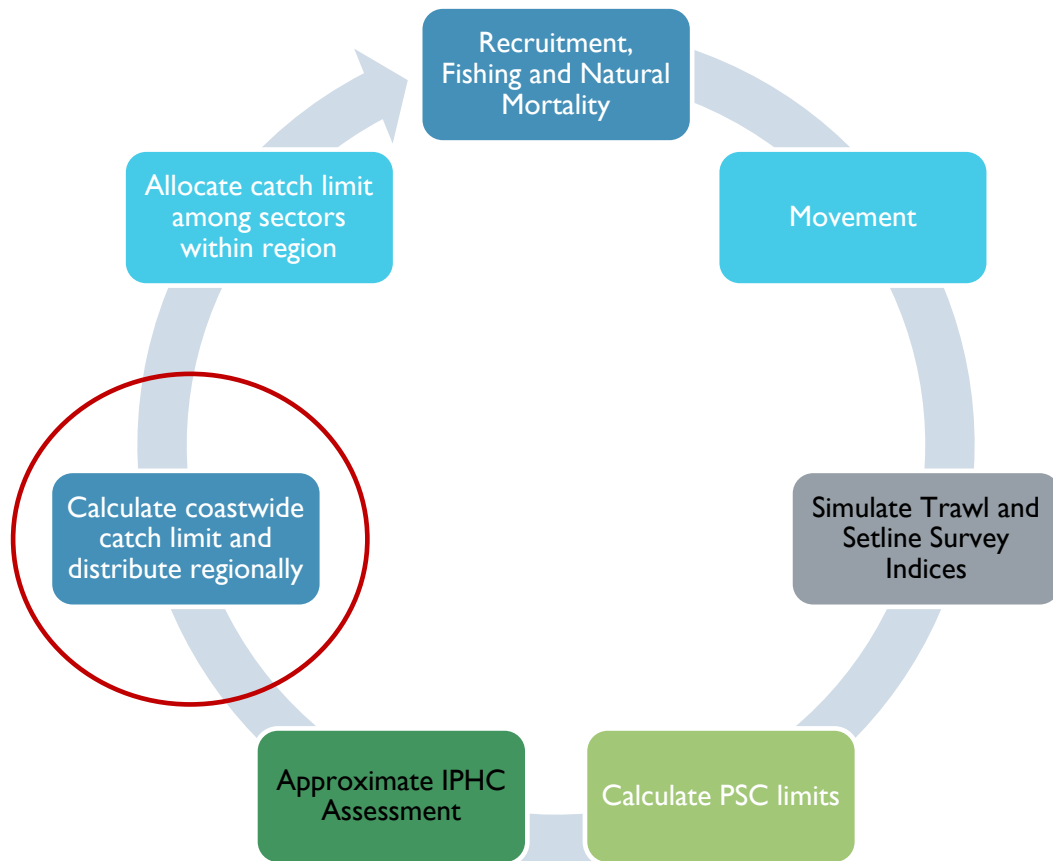 Recruitment,
Fishing and Natural
Mortality
Movement
Simulate Trawl and
Setline Survey
Indices
Calculate PSC limits
Approximate IPHC
Assessment
Calculate coastwide
catch limit and
distribute regionally
Allocate catch limit
among sectors
within region